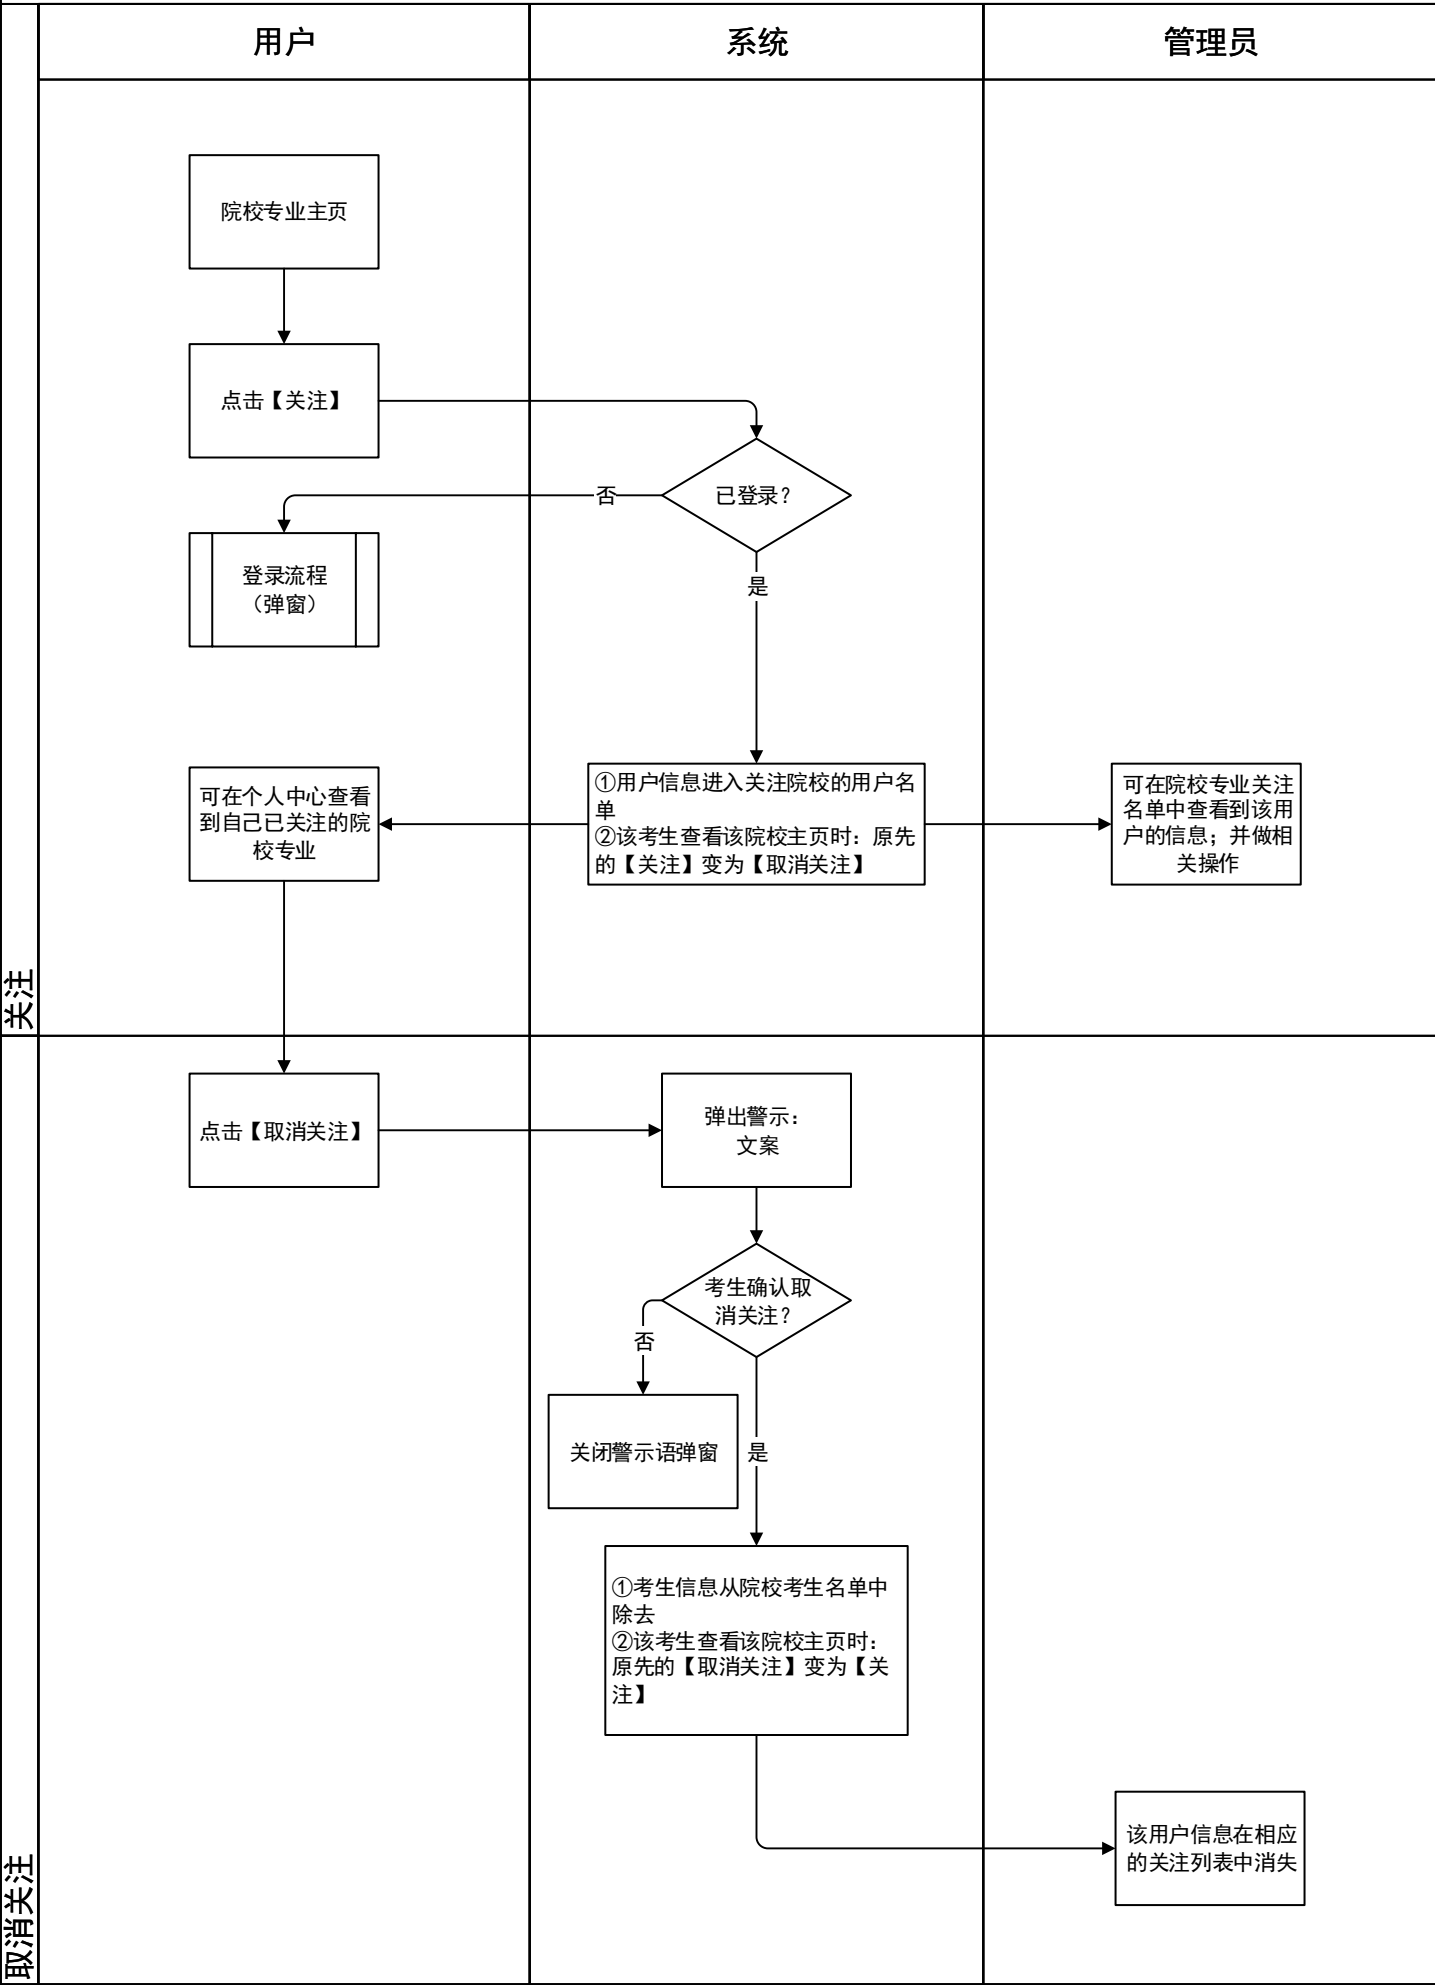 用户
系统
管理员
关注
院校专业主页
点击【关注】
已登录？
否
登录流程
（弹窗）
是
可在个人中心查看
到自己已关注的院
校专业
①用户信息进入关注院校的用户名
单
②该考生查看该院校主页时：原先
的【关注】变为【取消关注】
可在院校专业关注
名单中查看到该用
户的信息；并做相
关操作
取消关注
点击【取消关注】
弹出警示：
文案
考生确认取
消关注？
否
关闭警示语弹窗
是
①考生信息从院校考生名单中
除去
②该考生查看该院校主页时：
原先的【取消关注】变为【关
注】
该用户信息在相应
的关注列表中消失